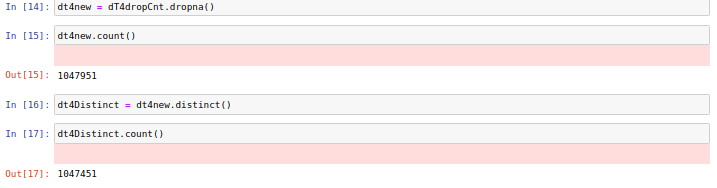 In [14]: dt4new = dT4dropCnt.dropna()
In [15]: dt4new.count()
Out[15]: 1047951
In [16]: dt4Distinct = dt4new.distinct()
In [17]: dt4Distinct.count()
Out[17]: 1047451